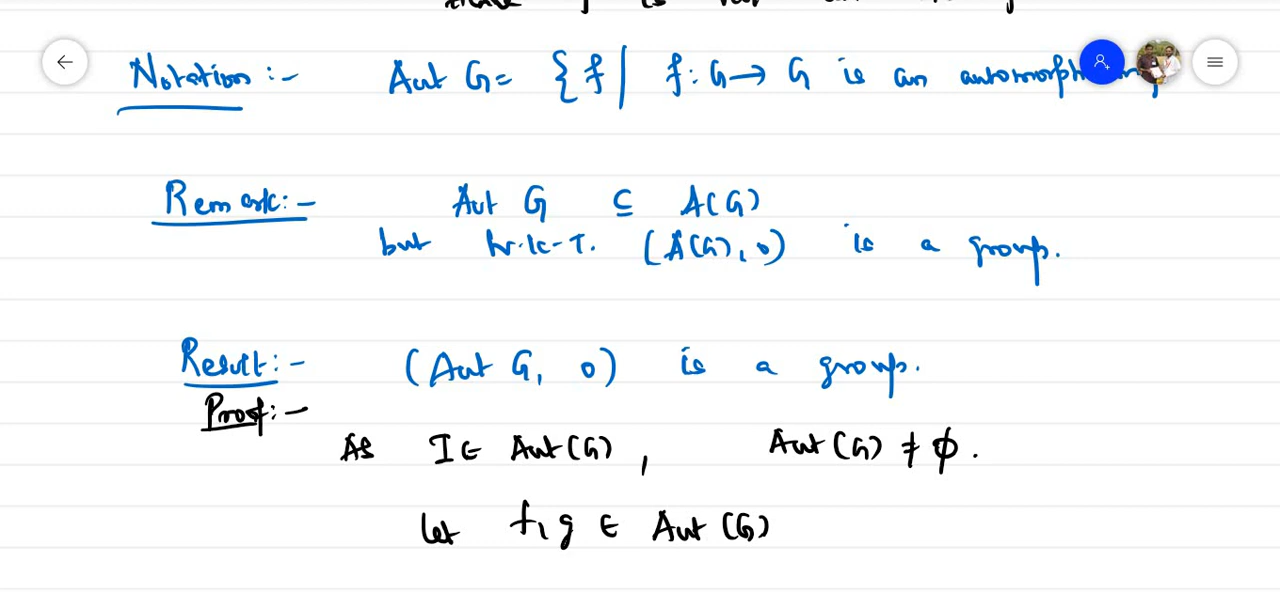 Notation :- Aut G = { f | f : G → G is an automorph
Remark :- Aut G ⊆ A(G)
but W.K.T. (A(G), o) is a group.
Result :- (Aut G, o) is a group.
Proof :-
As I ∈ Aut(G), Aut(G) ≠ ϕ.
let f, g ∈ Aut(G)